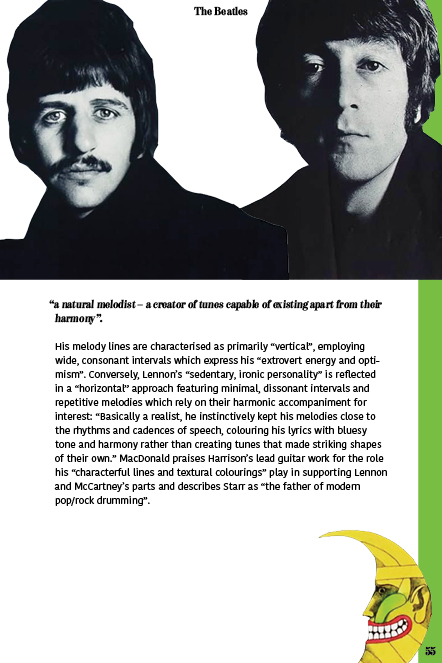 The Beatles
“a natural melodist – a creator of tunes capable of existing apart from their
harmony”.
His melody lines are characterised as primarily “vertical”, employing
wide, consonant intervals which express his “extrovert energy and opti-
mism”. Conversely, Lennon’s “sedentary, ironic personality” is reflected
in a “horizontal” approach featuring minimal, dissonant intervals and
repetitive melodies which rely on their harmonic accompaniment for
interest: “Basically a realist, he instinctively kept his melodies close to
the rhythms and cadences of speech, colouring his lyrics with bluesy
tone and harmony rather than creating tunes that made striking shapes
of their own.” MacDonald praises Harrison’s lead guitar work for the role
his “characterful lines and textural colourings” play in supporting Lennon
and McCartney’s parts and describes Starr as “the father of modern
pop/rock drumming”.
55